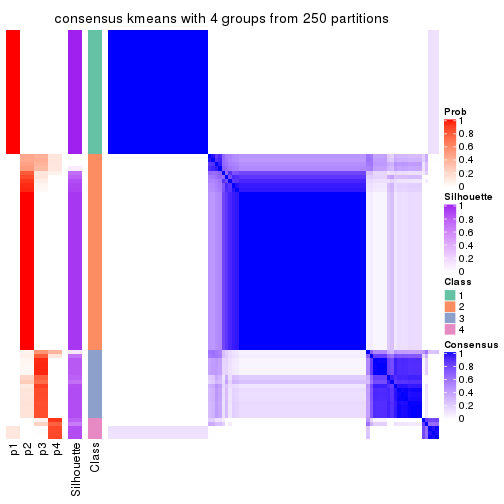 consensus kmeans with 4 groups from 250 partitions
Prob
1
0.8
0.6
0.4
0.2
0
Silhouette
1
0.8
0.6
0.4
0.2
0
Class
1
2
3
4
Consensus
1
0.8
0.6
0.4
0.2
0
p1
p2
p3
p4
Silhouette
Class